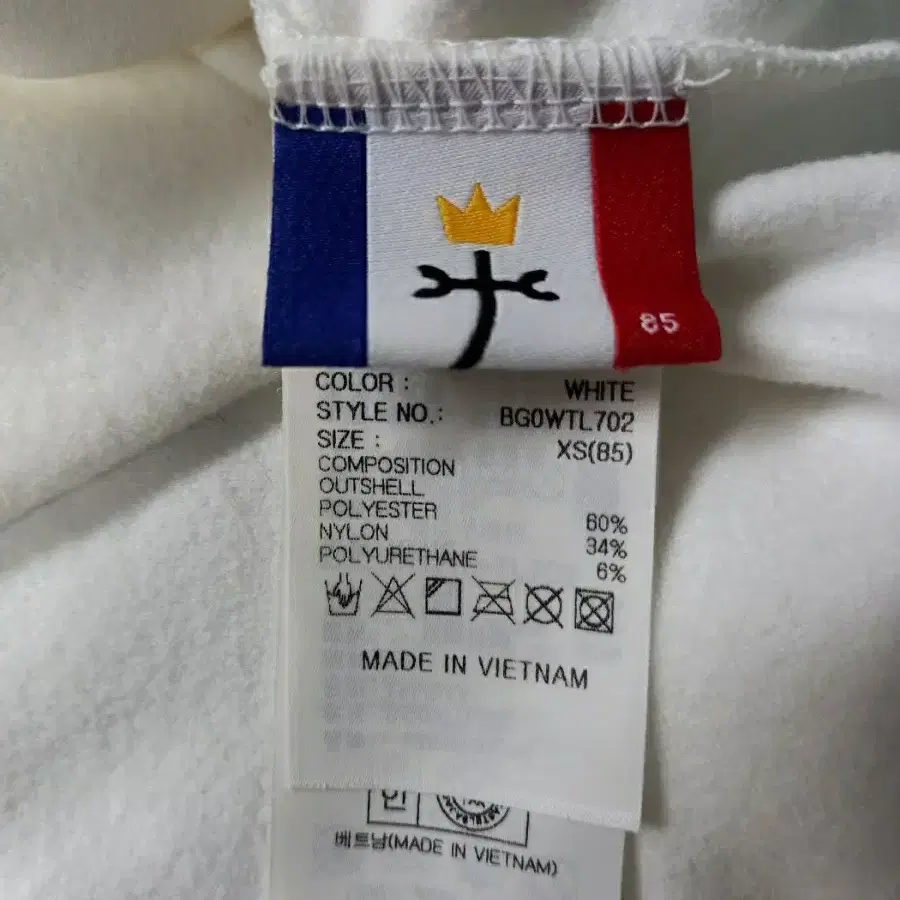 85
COLOR : WHITE
STYLE NO.: BG0WTL702
SIZE : XS(85)
COMPOSITION
OUTSHELL
POLYESTER 60%
NYLON 34%
POLYURETHANE 6%
MADE IN VIETNAM
베트남(MADE IN VIETNAM)